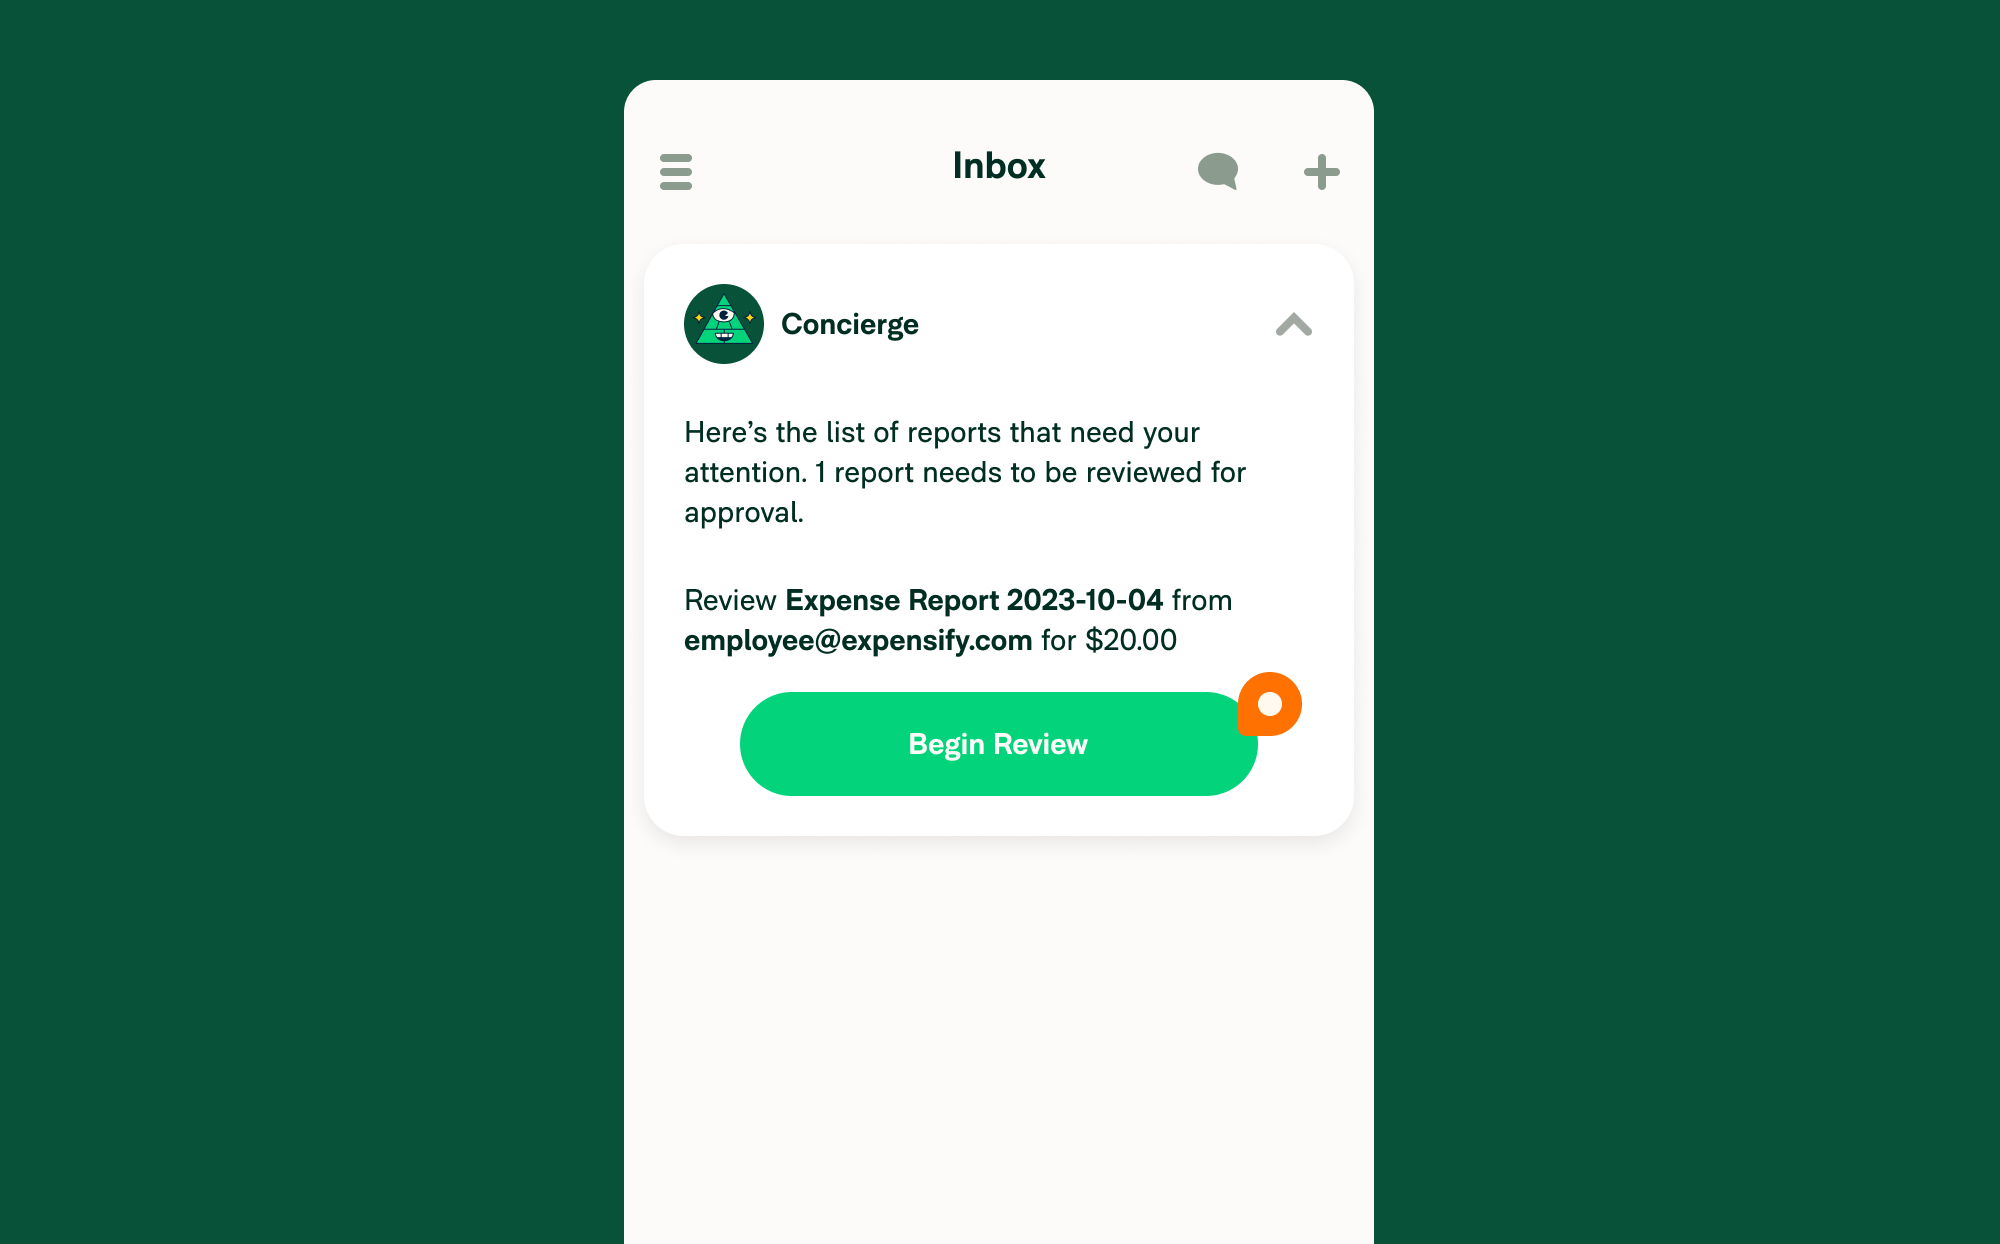 Inbox
Concierge
Here’s the list of reports that need your
attention. 1 report needs to be reviewed for
approval.
Review Expense Report 2023-10-04 from
employee@expensify.com for $20.00
Begin Review